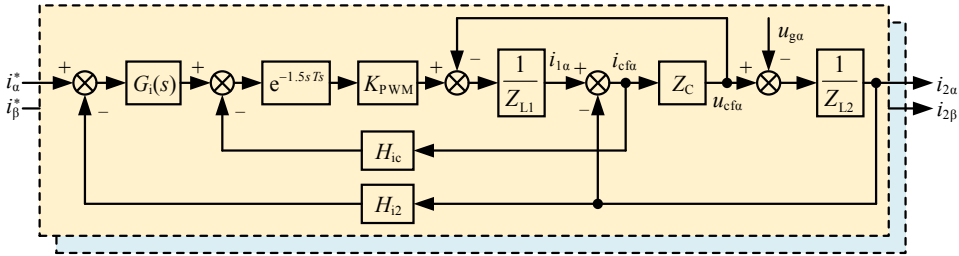 i*α
i*β
+
−
Gi(s)
+
−
e−1.5sTs
KPWM
+
−
1
ZL1
i1α
+
−
icfα
ZC
ucfα
+
−
ugα
1
ZL2
i2α
i2β
Hic
Hi2